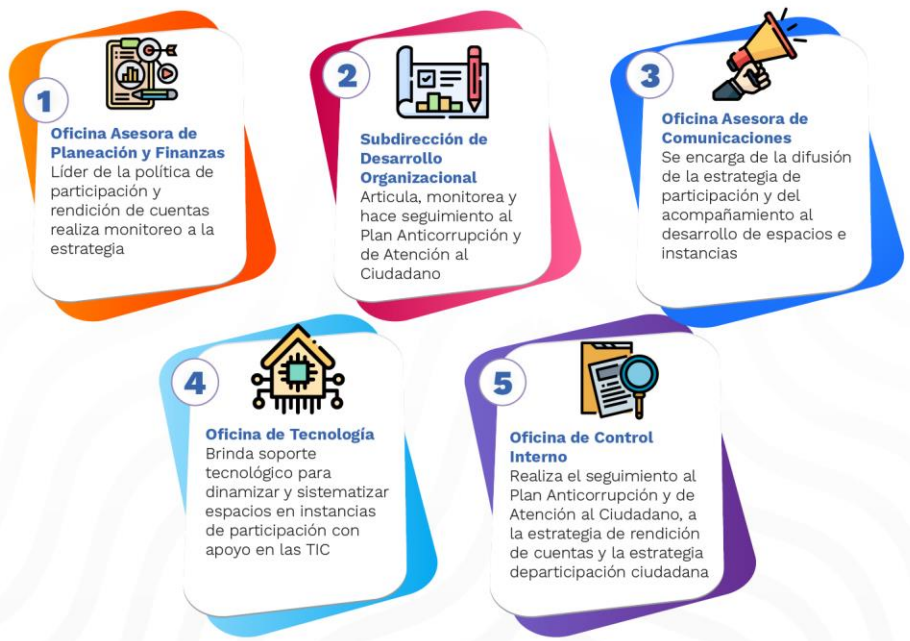 1
Oficina Asesora de
Planeación y Finanzas
Líder de la política de
participación y
rendición de cuentas
realiza monitoreo a la
estrategia
2
Subdirección de
Desarrollo
Organizacional
Articula, monitorea y
hace seguimiento al
Plan Anticorrupción y
de Atención al
Ciudadano
3
Oficina Asesora de
Comunicaciones
Se encarga de la difusión
de la estrategia de
participación y del
acompañamiento al
desarrollo de espacios e
instancias
4
Oficina de Tecnología
Brinda soporte
tecnológico para
dinamizar y sistematizar
espacios en instancias
de participación con
apoyo en las TIC
5
Oficina de Control
Interno
Realiza el seguimiento al
Plan Anticorrupción y de
Atención al Ciudadano, a
la estrategia de rendición
de cuentas y la estrategia
departicipación ciudadana